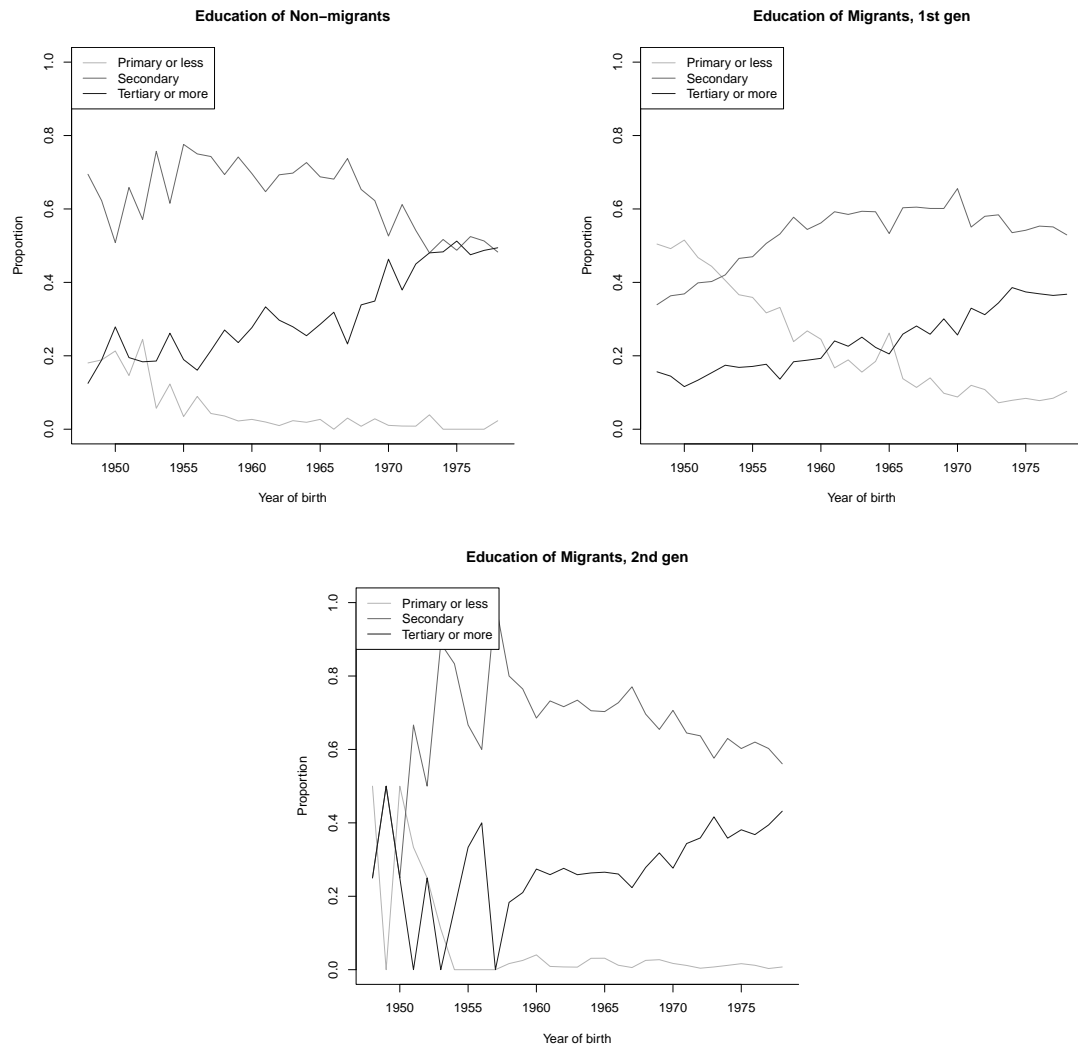 Education of Non−migrants
Primary or less
Secondary
Tertiary or more
1.0
0.8
0.6
0.4
0.2
0.0
Proportion
1950 1955 1960 1965 1970 1975
Year of birth
Education of Migrants, 1st gen
Primary or less
Secondary
Tertiary or more
1.0
0.8
0.6
0.4
0.2
0.0
Proportion
1950 1955 1960 1965 1970 1975
Year of birth
Education of Migrants, 2nd gen
Primary or less
Secondary
Tertiary or more
1.0
0.8
0.6
0.4
0.2
0.0
Proportion
1950 1955 1960 1965 1970 1975
Year of birth